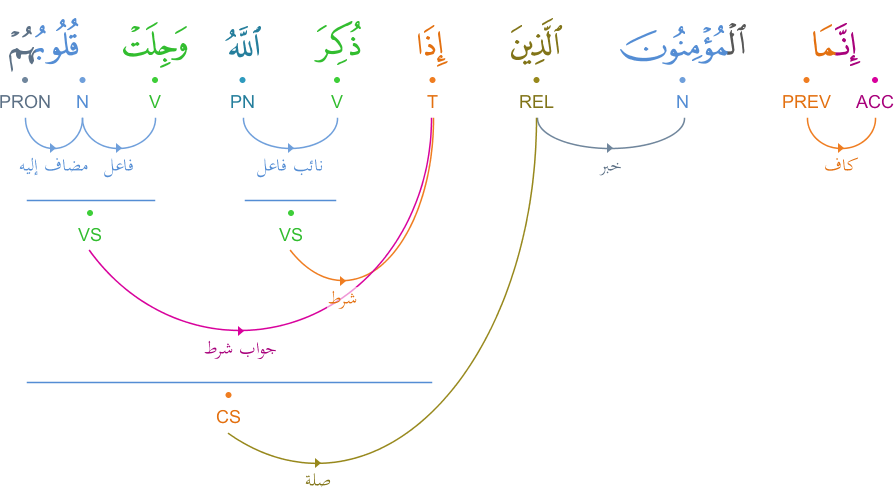 إِنَّمَا ٱلْمُؤْمِنُونَ ٱلَّذِينَ إِذَا ذُكِرَ ٱللَّهُ وَجِلَتْ قُلُوبُهُمْ
ACC PREV N REL T V PN V N PRON
كاف خبر نائب فاعل فاعل مضاف إليه
VS VS
شرط
جواب شرط
CS
صلة